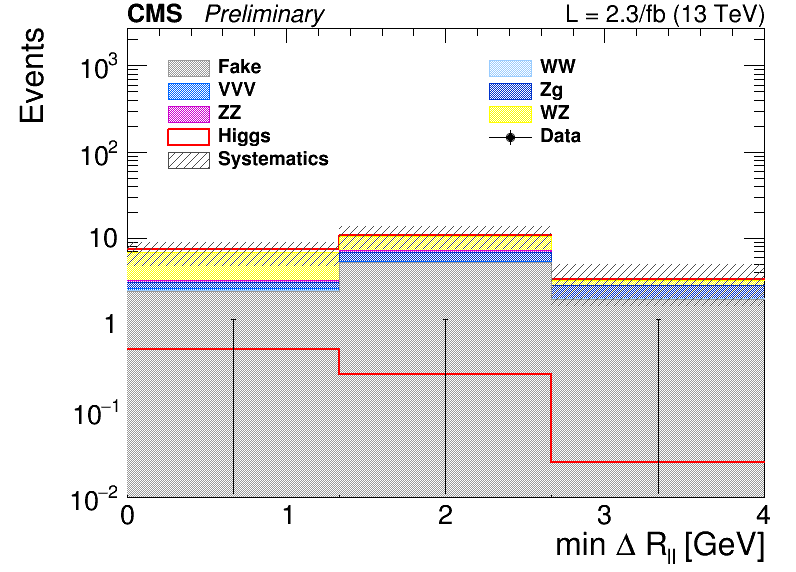 CMS Preliminary L = 2.3/fb (13 TeV)
Events
Fake
VVV
ZZ
Higgs
Systematics
WW
Zg
WZ
Data
10³
10²
10
1
10⁻¹
10⁻²
0 1 2 3 4
min Δ R_ll [GeV]